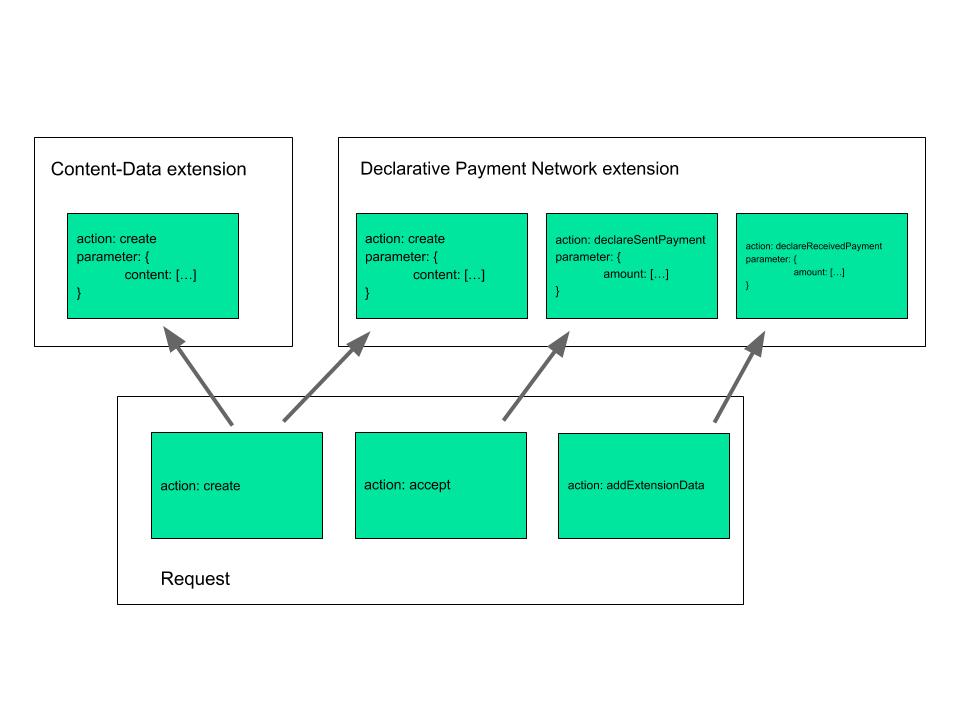 Content-Data extension
action: create
parameter: {
content: […]
}
Declarative Payment Network extension
action: create
parameter: {
content: […]
}
action: declareSentPayment
parameter: {
amount: […]
}
action: declareReceivedPayment
parameter: {
amount: […]
}
action: create
action: accept
action: addExtensionData
Request